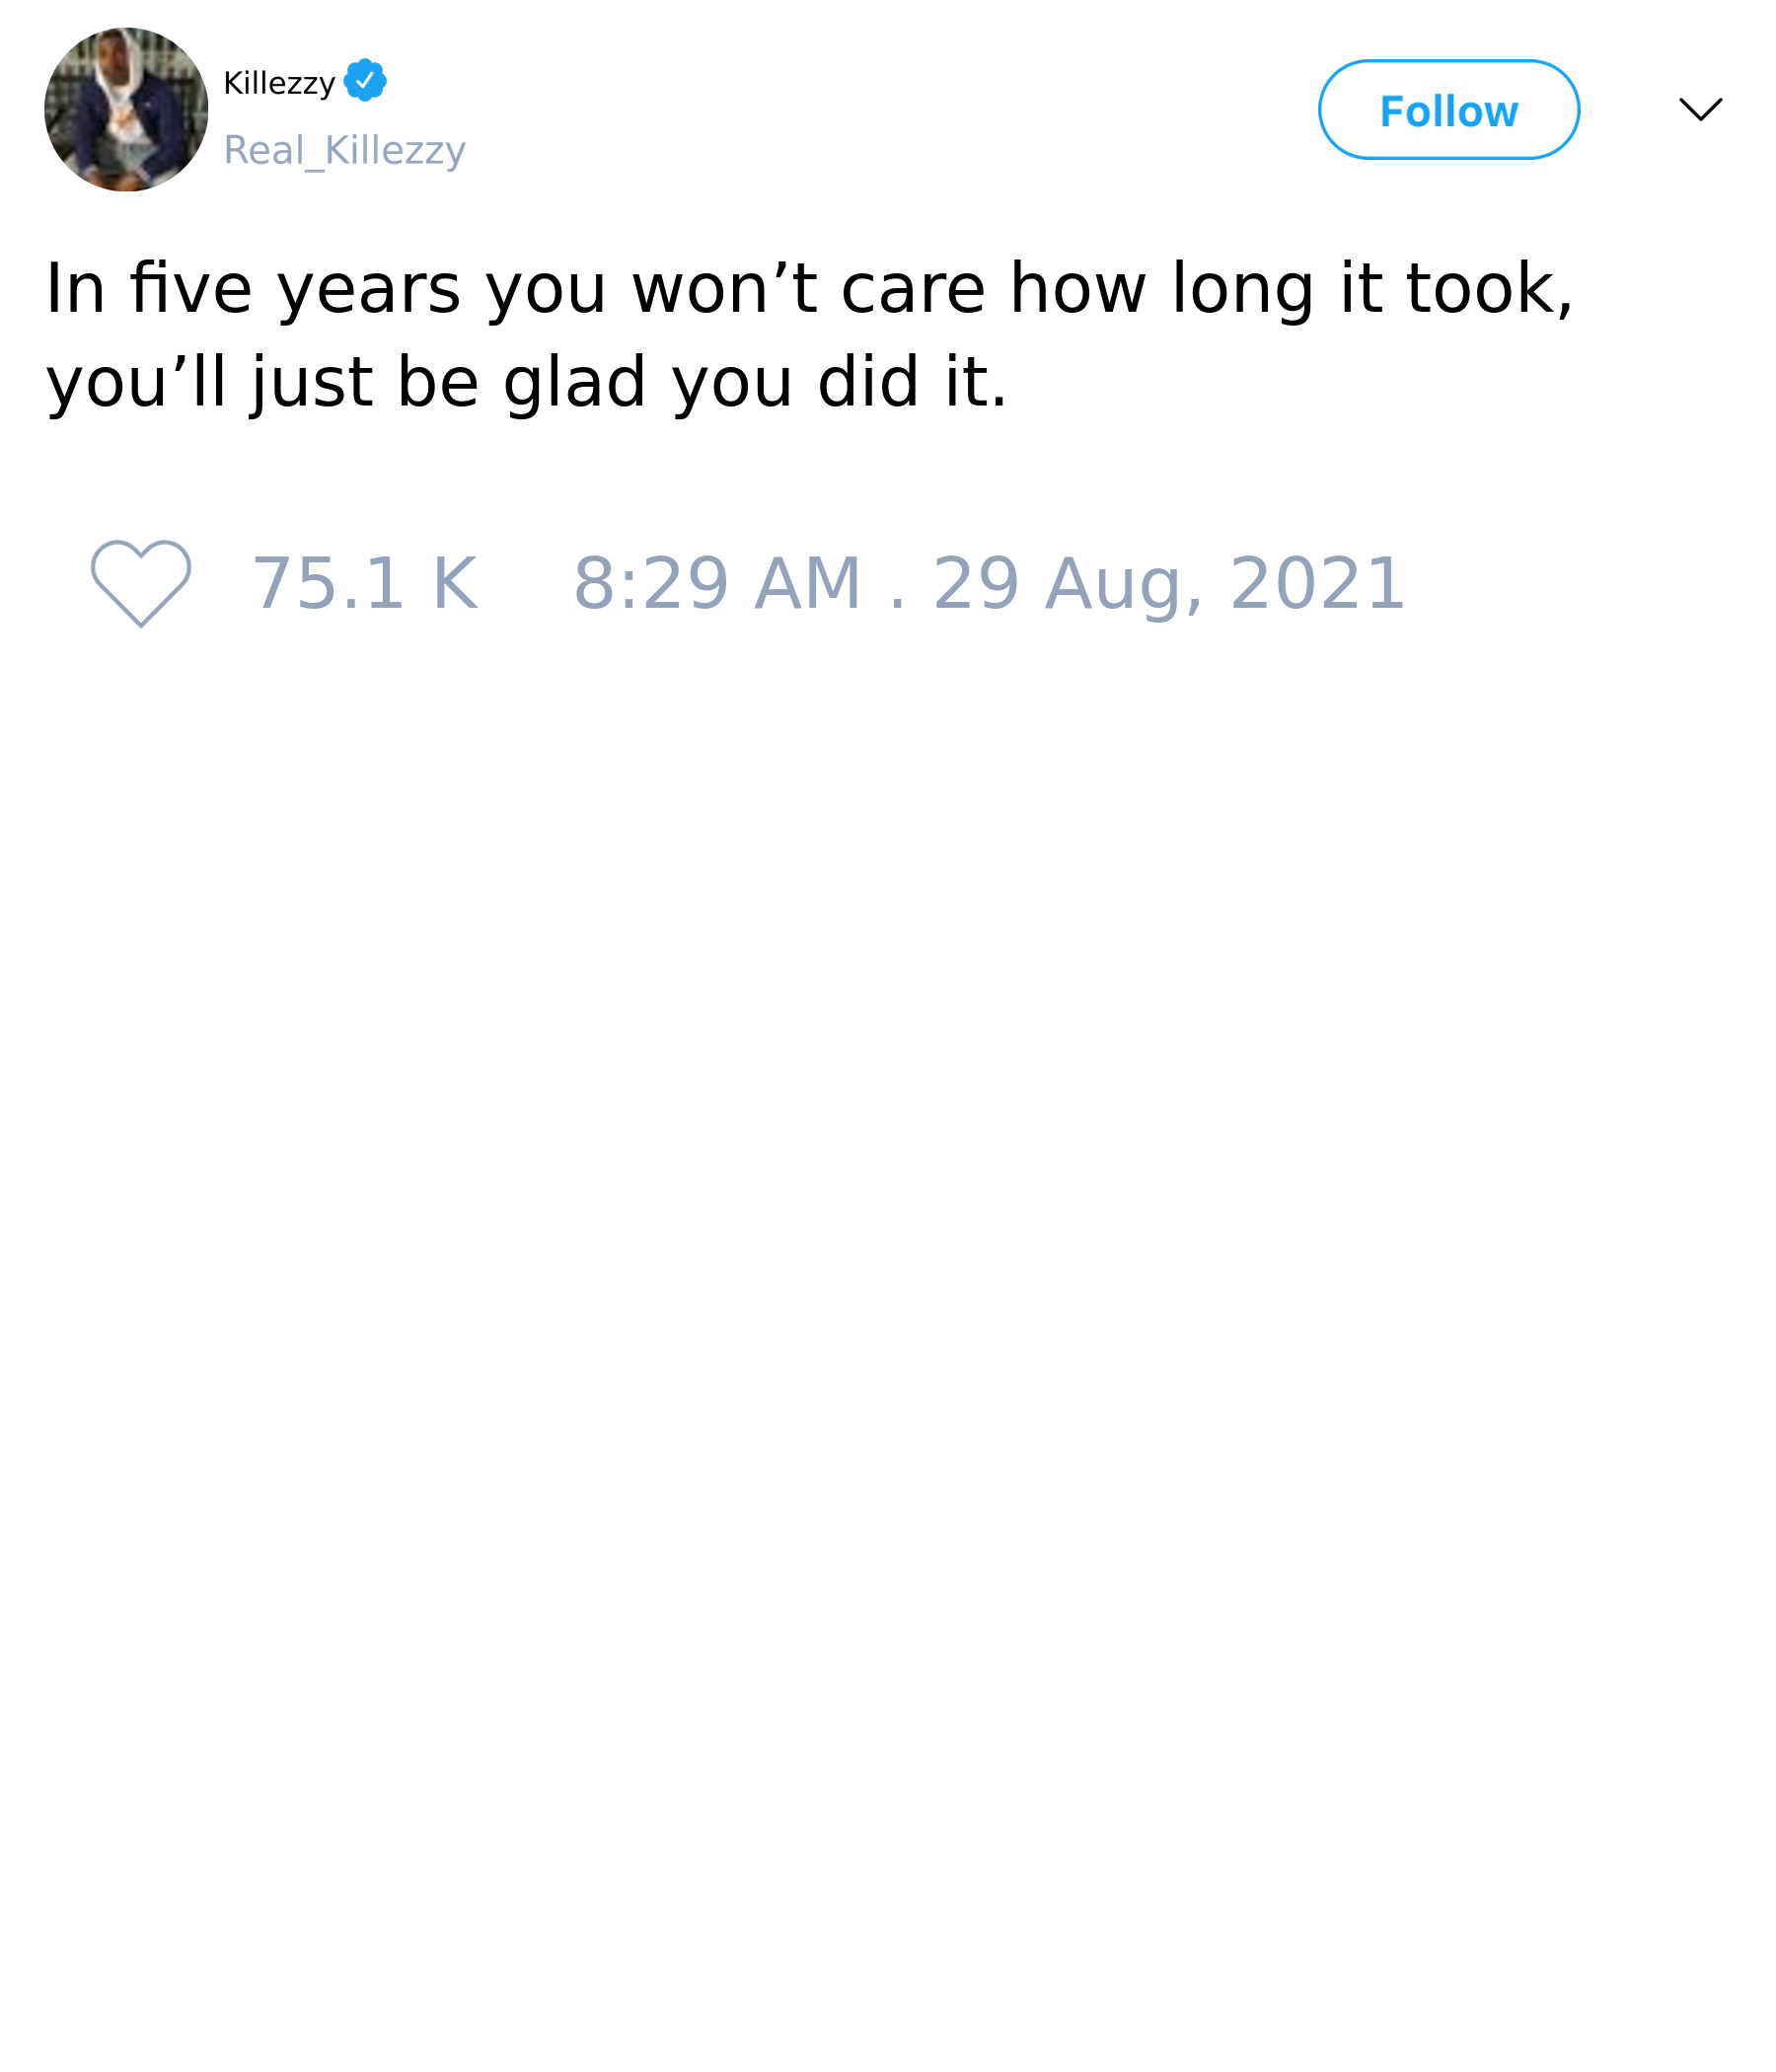 Killezzy
Real_Killezzy
Follow
In five years you won’t care how long it took,
you’ll just be glad you did it.
75.1 K 8:29 AM . 29 Aug, 2021